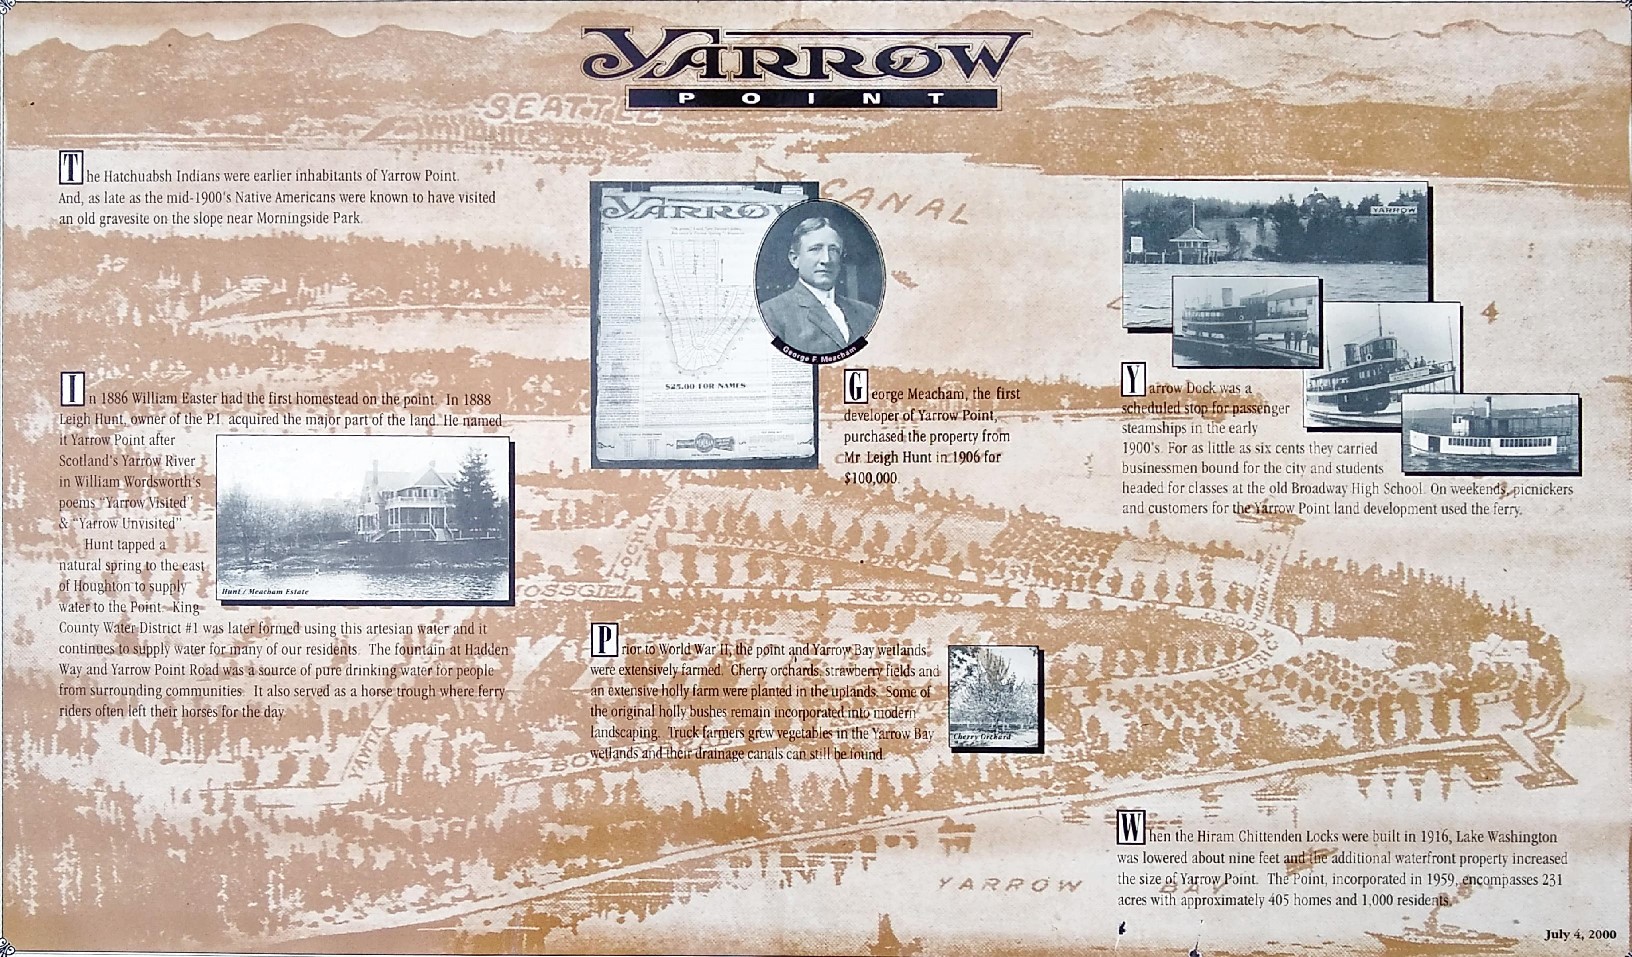 YARROW
POINT
SEATTLE
The Hatchuabsh Indians were earlier inhabitants of Yarrow Point.
And, as late as the mid-1900's Native Americans were known to have visited
an old gravesite on the slope near Morningside Park.
CANAL
YARROW
$25.00 FOR NAMES
George F. Meacham
YARROW
In 1886 William Easter had the first homestead on the point. In 1888
Leigh Hunt, owner of the P.I. acquired the major part of the land. He named
it Yarrow Point after
Scotland's Yarrow River
in William Wordsworth's
poems "Yarrow Visited"
& "Yarrow Unvisited".
Hunt tapped a
natural spring to the east
of Houghton to supply
water to the Point. King
County Water District #1 was later formed using this artesian water and it
continues to supply water for many of our residents. The fountain at Hadden
Way and Yarrow Point Road was a source of pure drinking water for people
from surrounding communities. It also served as a horse trough where ferry
riders often left their horses for the day.
Hunt / Meacham Estate
George Meacham, the first
developer of Yarrow Point,
purchased the property from
Mr. Leigh Hunt in 1906 for
$100,000.
Yarrow Dock was a
scheduled stop for passenger
steamships in the early
1900's. For as little as six cents they carried
businessmen bound for the city and students
headed for classes at the old Broadway High School. On weekends, picnickers
and customers for the Yarrow Point land development used the ferry.
Prior to World War II, the point and Yarrow Bay wetlands
were extensively farmed. Cherry orchards, strawberry fields and
an extensive holly farm were planted in the uplands. Some of
the original holly bushes remain incorporated into modern
landscaping. Truck farmers grew vegetables in the Yarrow Bay
wetlands and their drainage canals can still be found.
Cherry Orchard
When the Hiram Chittenden Locks were built in 1916, Lake Washington
was lowered about nine feet and the additional waterfront property increased
the size of Yarrow Point. The Point, incorporated in 1959, encompasses 231
acres with approximately 405 homes and 1,000 residents.
YARROW BAY
July 4, 2000